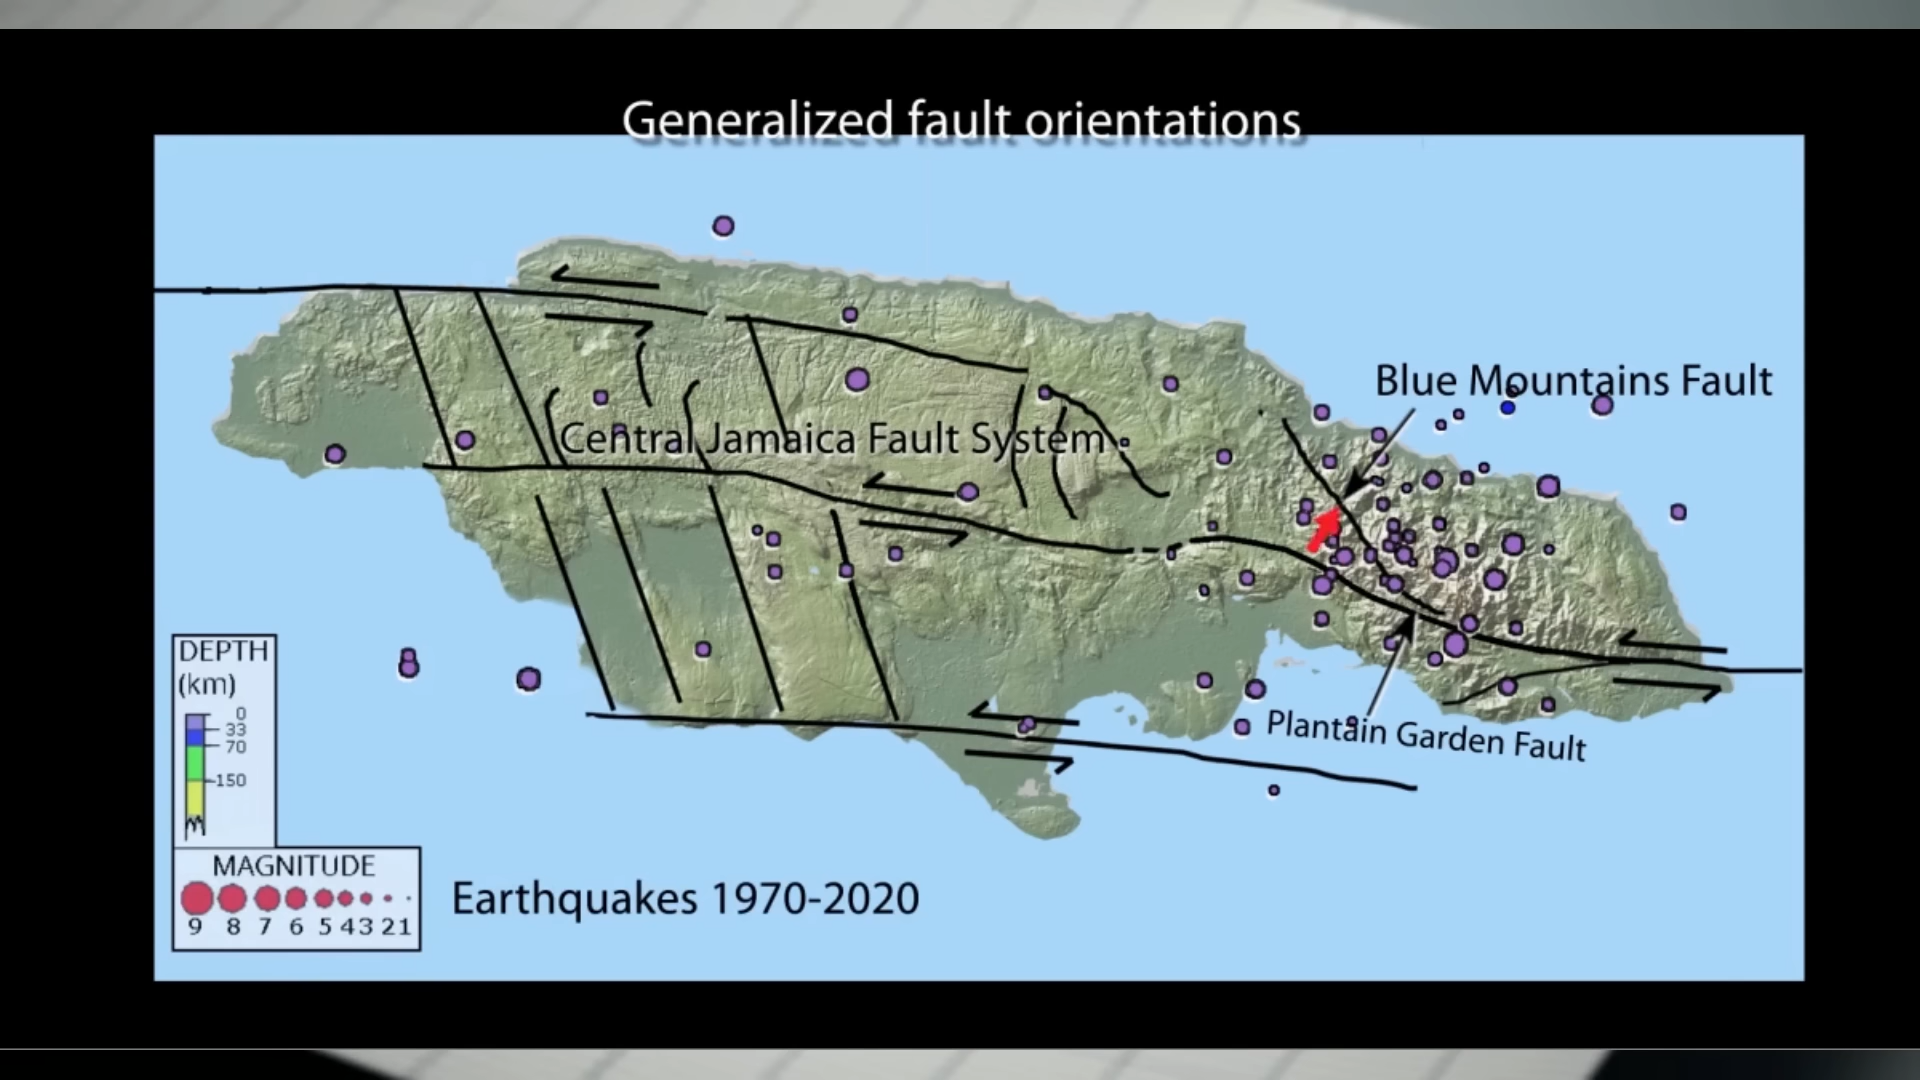 Generalized fault orientations
Blue Mountains Fault
Central Jamaica Fault System
Plantain Garden Fault
DEPTH
(km)
0
33
70
150
MAGNITUDE
9 8 7 6 5 4 3 2 1
Earthquakes 1970-2020